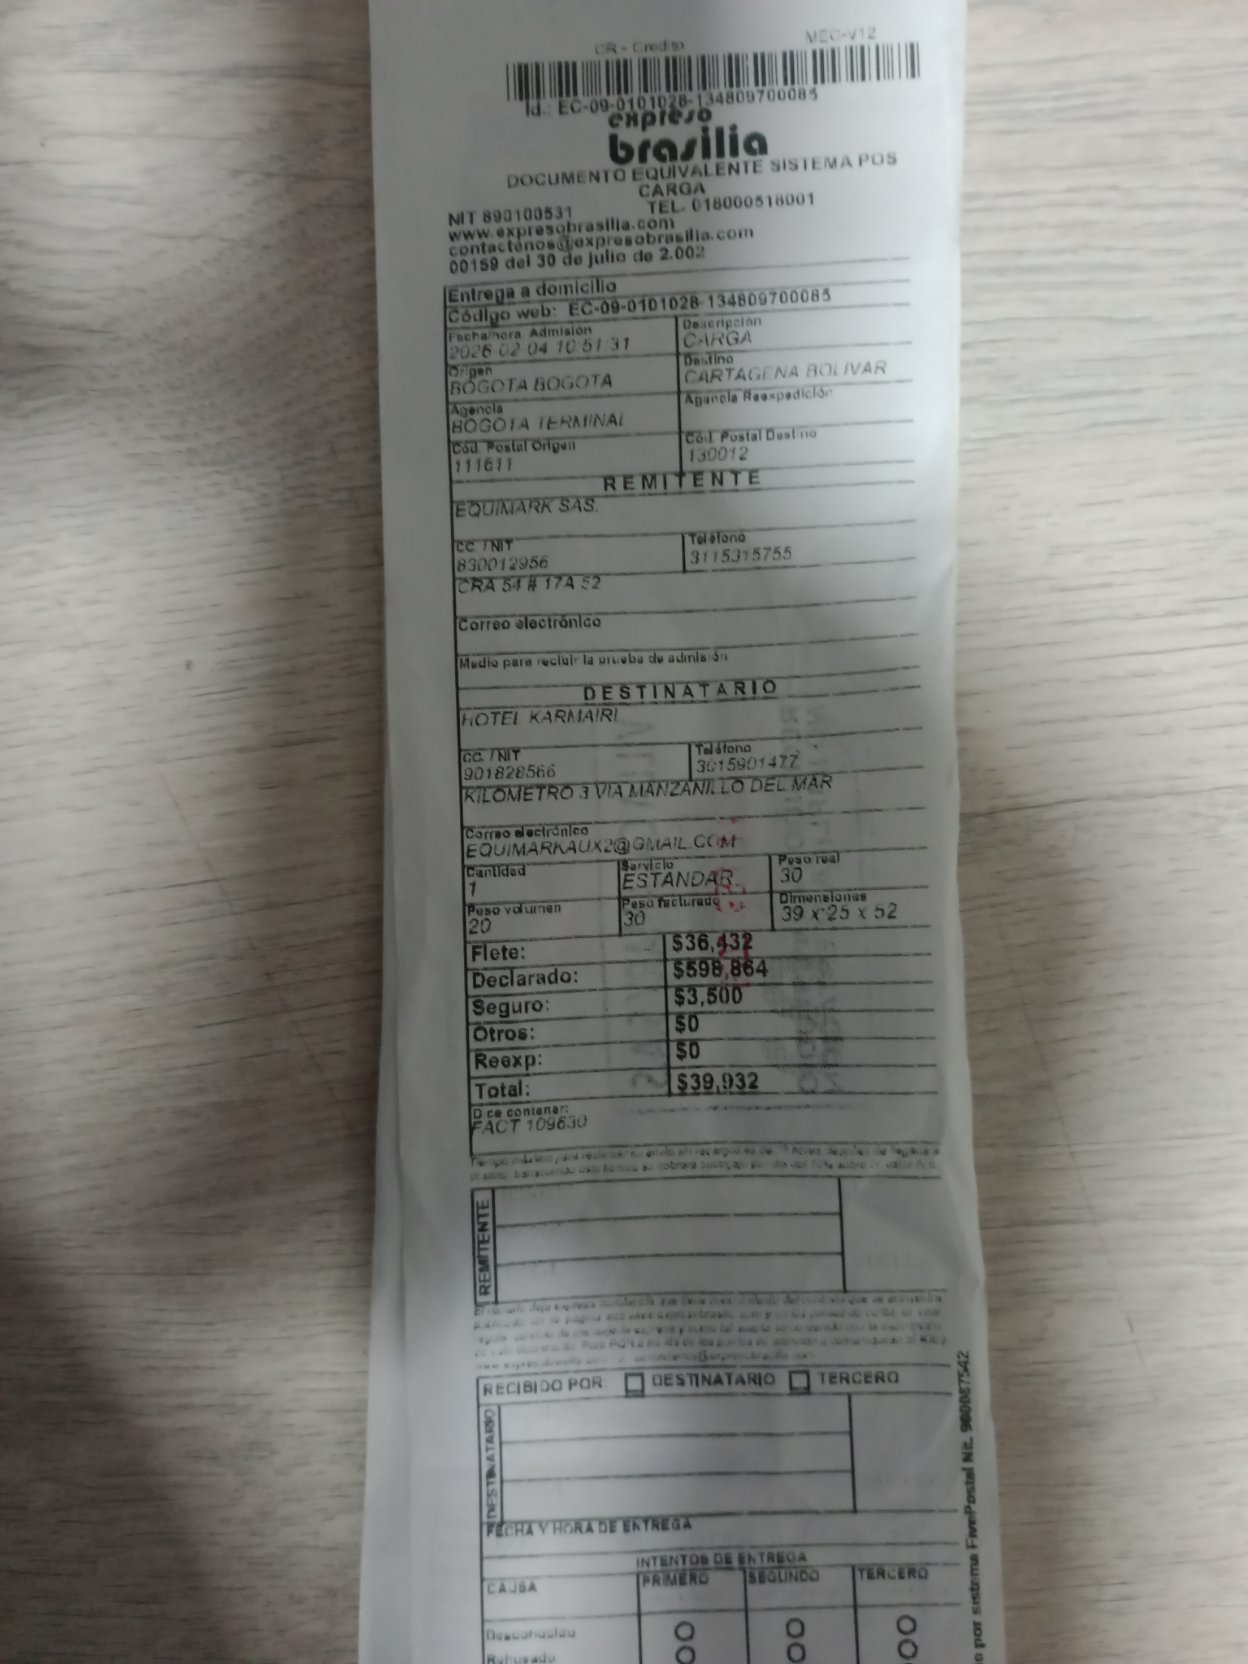 CR - Credito MEC-V12
Id.: EC-09-0101028-134809700085
expreso
brasilia
DOCUMENTO EQUIVALENTE SISTEMA POS
CARGA
NIT 890100531 TEL. 018000518001
www.expresobrasilia.com
contactenos@expresobrasilia.com
00159 del 30 de julio de 2.002
Entrega a domicilio
Código web: EC-09-0101028-134809700085
Fecha/hora Admisión Descripción
2026-02-04 10:51:31 CARGA
Origen Destino
BOGOTA BOGOTA CARTAGENA BOLIVAR
Agencia Agencia Reexpedición
BOGOTA TERMINAL
Cód. Postal Origen Cód. Postal Destino
111611 130012
REMITENTE
EQUIMARK SAS.
CC. / NIT Teléfono
830012956 3115315755
CRA 54 # 17A 52
Correo electrónico
Medio para recibir la prueba de admisión
DESTINATARIO
HOTEL KARMAIRI
CC. / NIT Teléfono
901828566 3015901477
KILOMETRO 3 VIA MANZANILLO DEL MAR
Correo electrónico
EQUIMARKAUX2@GMAIL.COM
Cantidad Servicio Peso real
1 ESTANDAR 30
Peso volumen Peso facturado Dimensiones
20 30 39 x 25 x 52
Flete: $36,432
Declarado: $598,864
Seguro: $3,500
Otros: $0
Reexp: $0
Total: $39,932
Dice contener:
FACT 109630
REMITENTE
RECIBIDO POR: DESTINATARIO TERCERO
DESTINATARIO
FECHA Y HORA DE ENTREGA
INTENTOS DE ENTREGA
CAUSA PRIMERO SEGUNDO TERCERO
Desconocido
Rehusado
o por sistema FivePostal Nit. 900087542